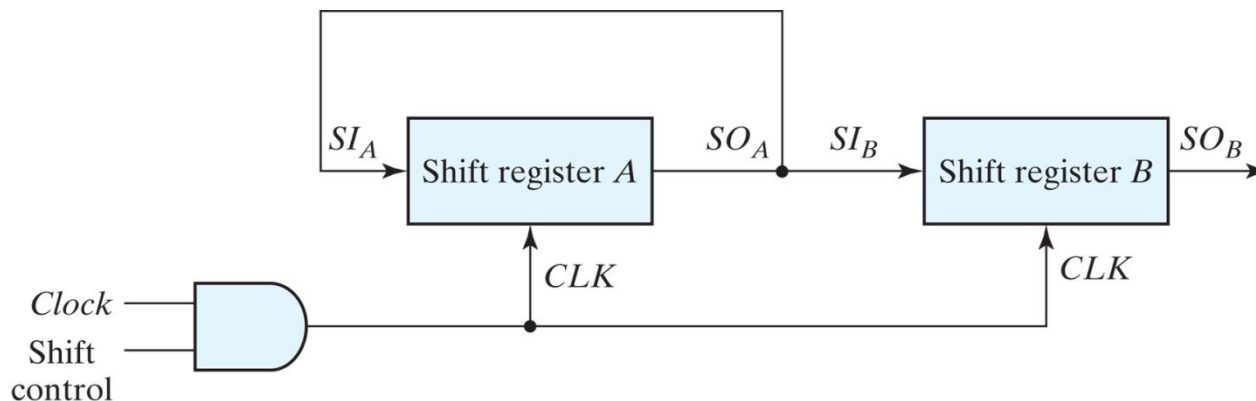 SI_A
Shift register A
SO_A
SI_B
Shift register B
SO_B
CLK
CLK
Clock
Shift
control